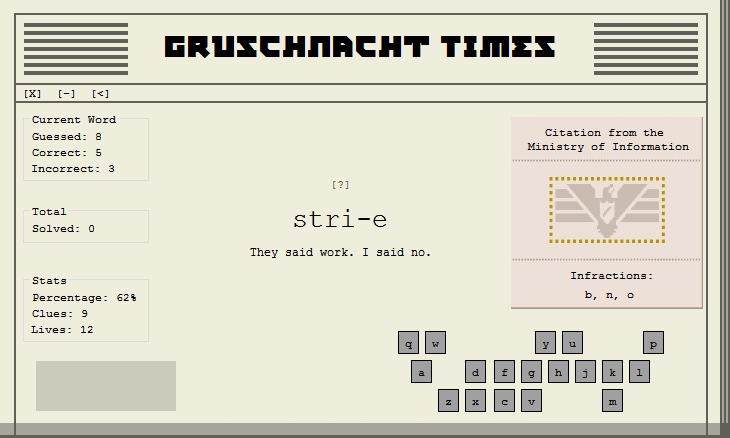 GRUSCHNACHT TIMES
[X] [-] [<]
Current Word
Guessed: 8
Correct: 5
Incorrect: 3
Total
Solved: 0
Stats
Percentage: 62%
Clues: 9
Lives: 12
[?]
stri-e
They said work. I said no.
Citation from the
Ministry of Information
Infractions:
b, n, o
q w y u p
a d f g h j k l
z x c v m